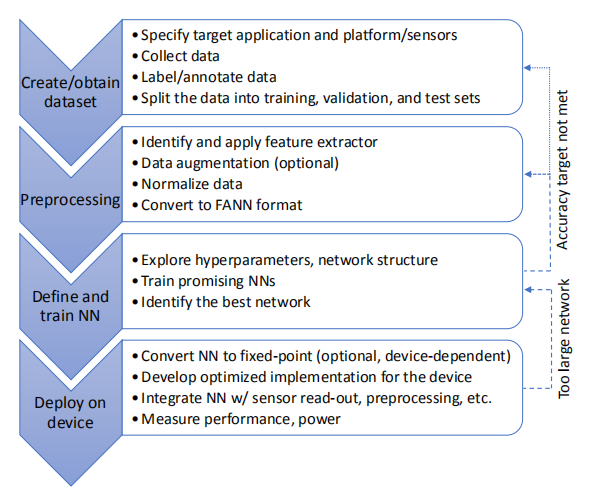 Create/obtain
dataset
• Specify target application and platform/sensors
• Collect data
• Label/annotate data
• Split the data into training, validation, and test sets
Preprocessing
• Identify and apply feature extractor
• Data augmentation (optional)
• Normalize data
• Convert to FANN format
Define and
train NN
• Explore hyperparameters, network structure
• Train promising NNs
• Identify the best network
Deploy on
device
• Convert NN to fixed-point (optional, device-dependent)
• Develop optimized implementation for the device
• Integrate NN w/ sensor read-out, preprocessing, etc.
• Measure performance, power
Accuracy target not met
Too large network